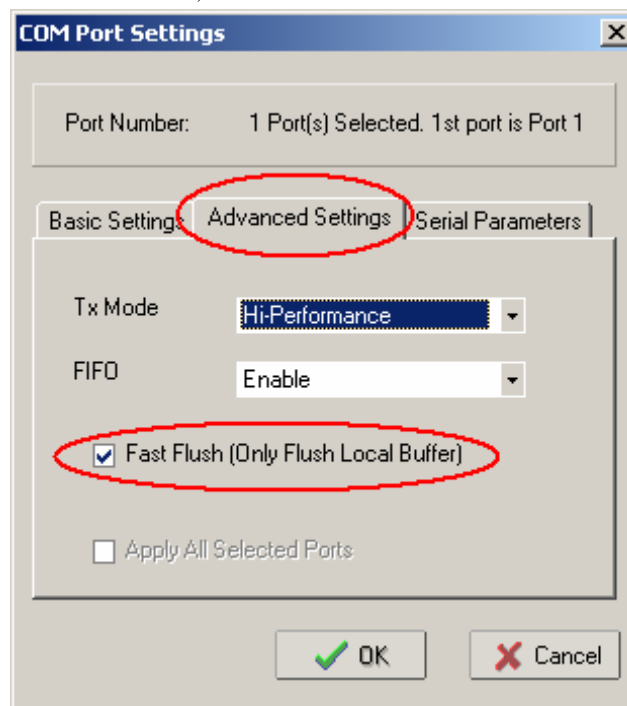 COM Port Settings
Port Number: 1 Port(s) Selected. 1st port is Port 1
Basic Settings Advanced Settings Serial Parameters
Tx Mode Hi-Performance
FIFO Enable
Fast Flush (Only Flush Local Buffer)
Apply All Selected Ports
OK Cancel